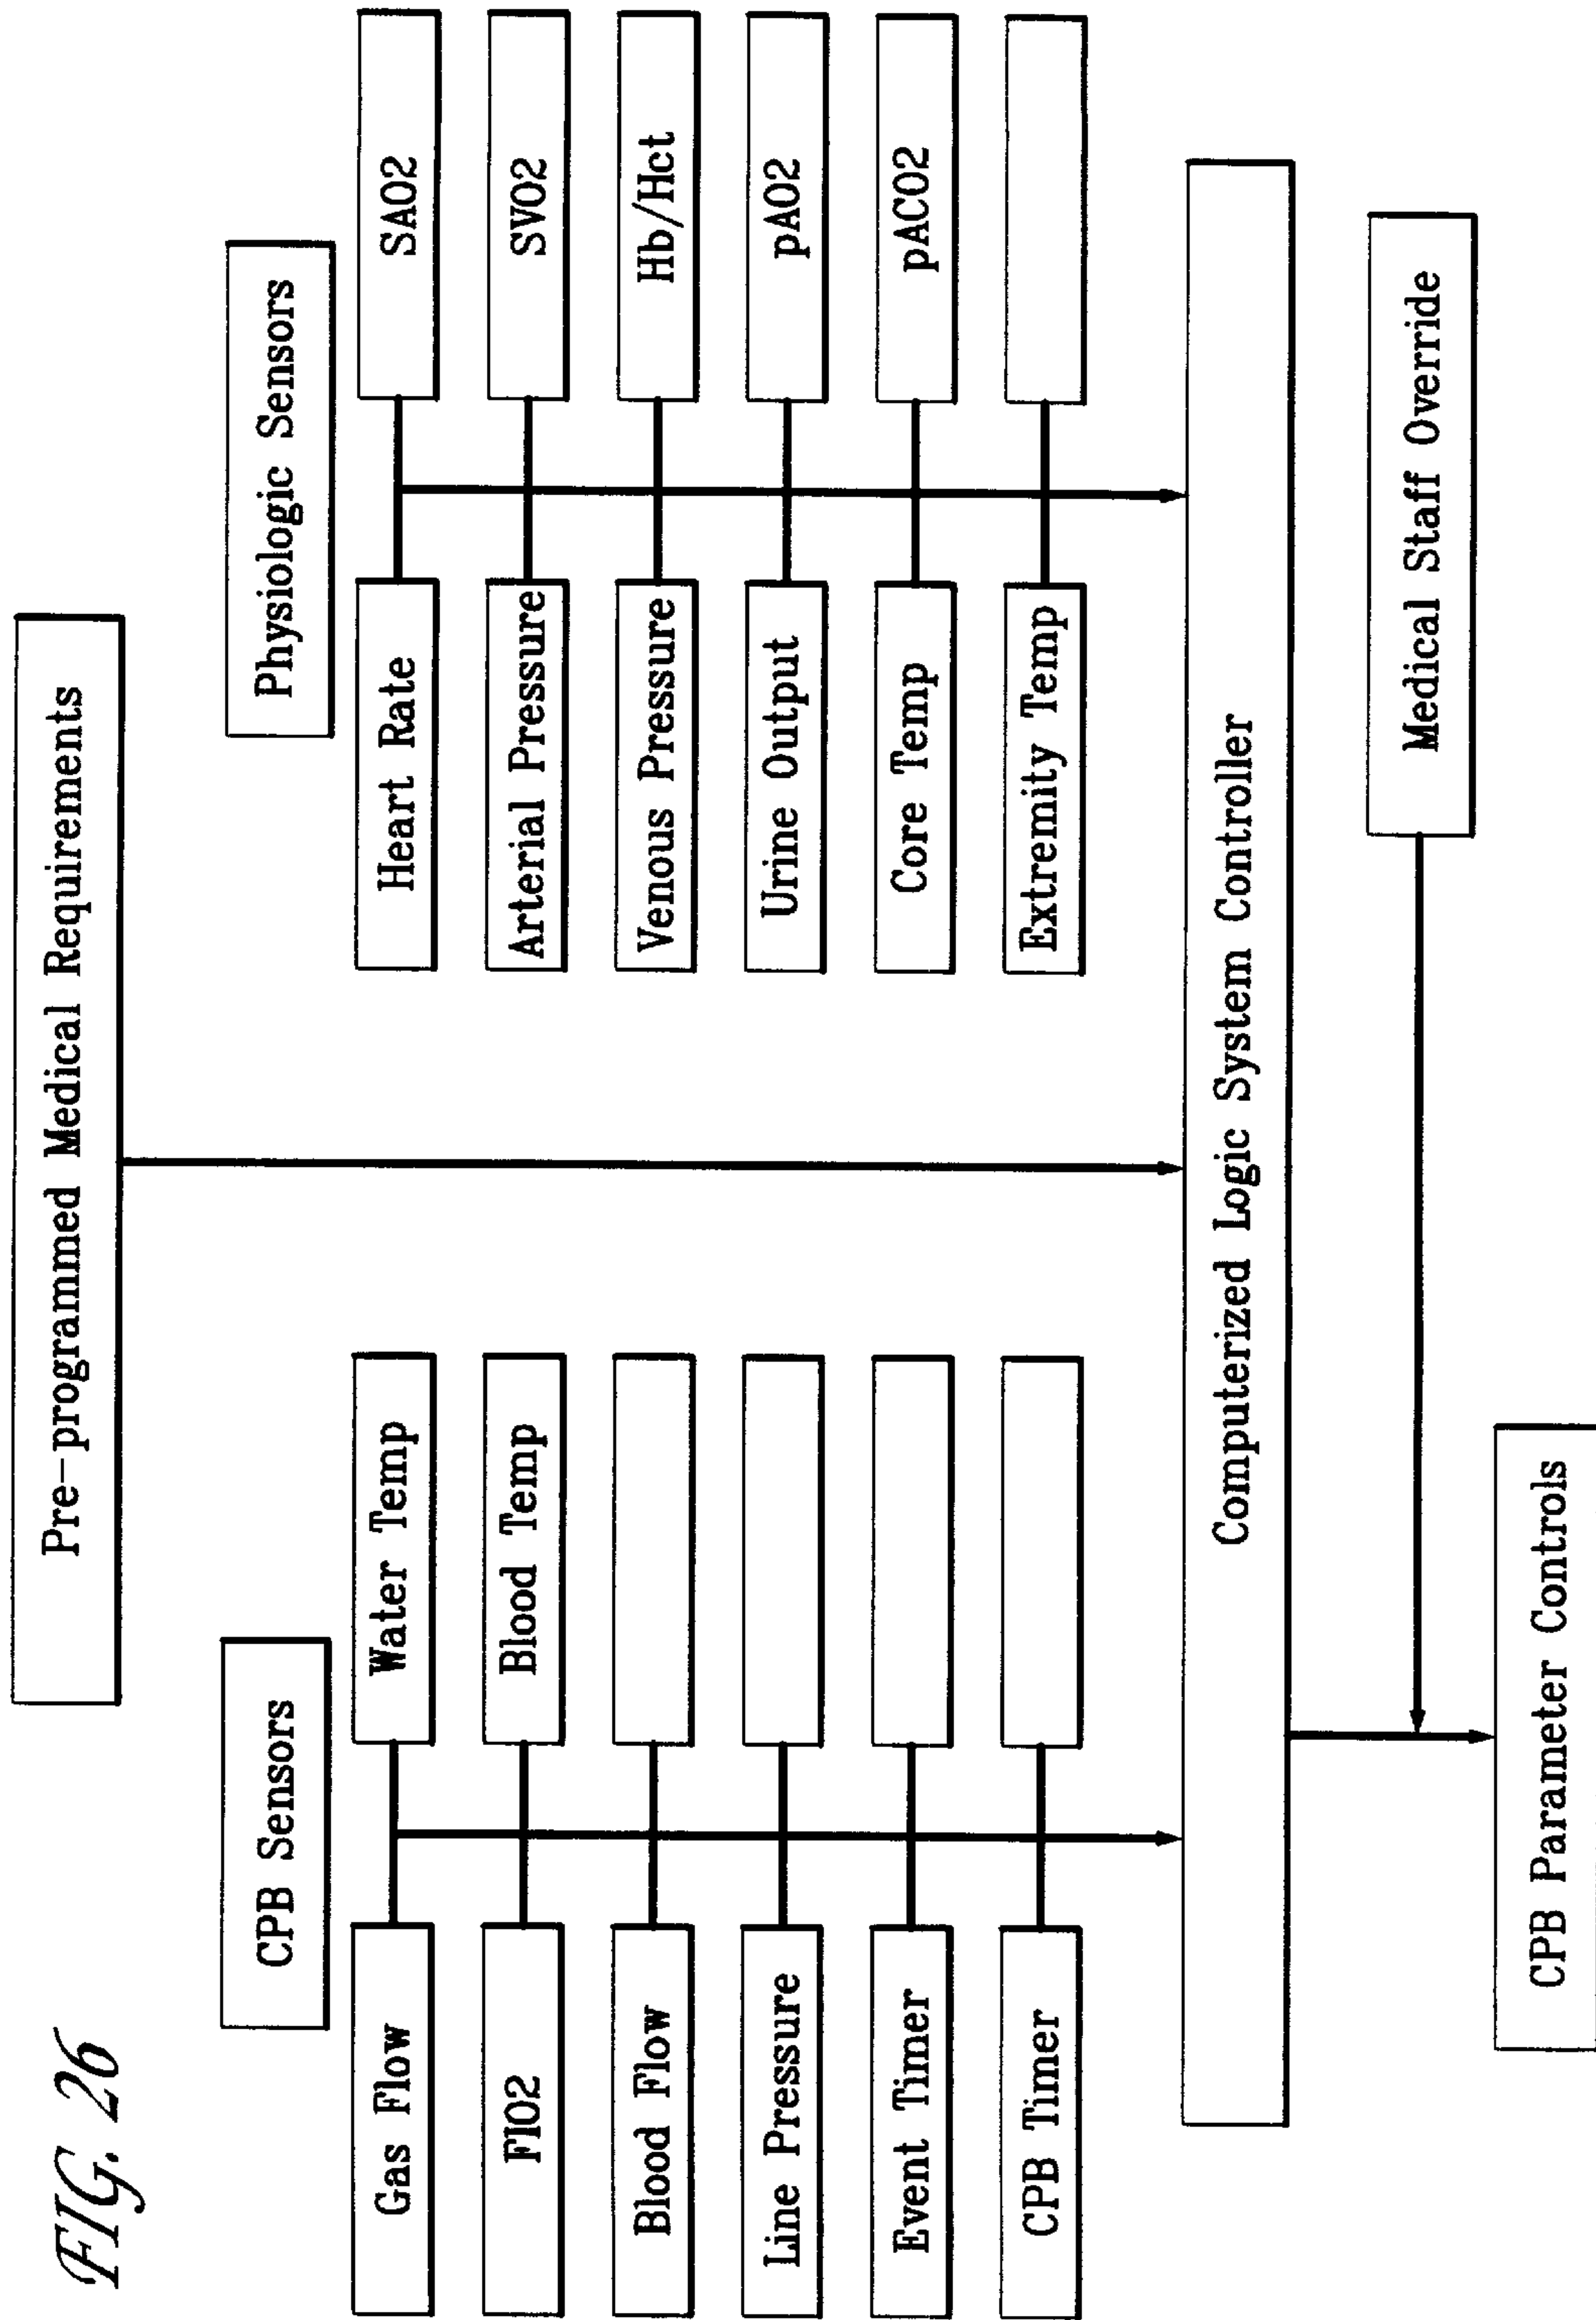 FIG. 26
Pre-programmed Medical Requirements
CPB Sensors
Gas Flow
Water Temp
FIO2
Blood Temp
Blood Flow
Line Pressure
Event Timer
CPB Timer
Physiologic Sensors
Heart Rate
SAO2
Arterial Pressure
SVO2
Venous Pressure
Hb/Hct
Urine Output
pAO2
Core Temp
pACO2
Extremity Temp
Computerized Logic System Controller
Medical Staff Override
CPB Parameter Controls